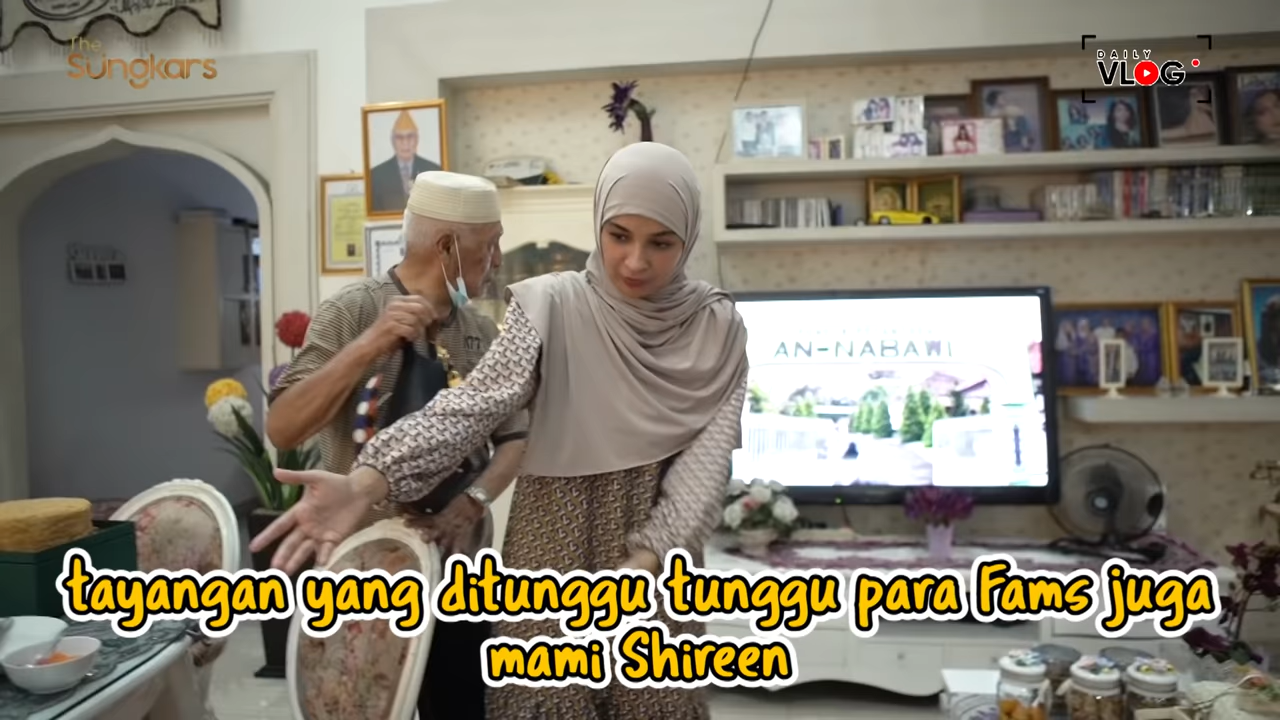 The
Sungkars
DAILY
VLOG
AN-NABAWI
tayangan yang ditunggu tunggu para Fams juga
mami Shireen